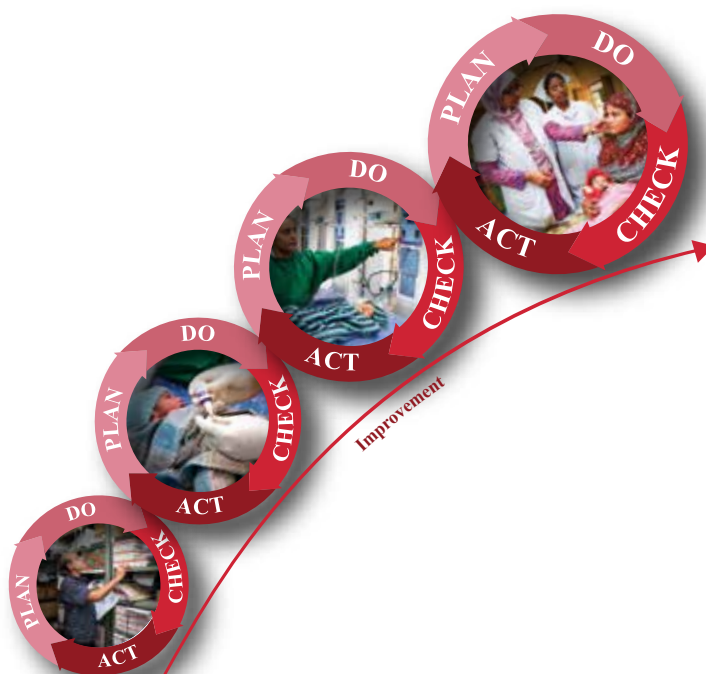 PLAN
DO
CHECK
ACT
PLAN
DO
CHECK
ACT
PLAN
DO
CHECK
ACT
PLAN
DO
CHECK
ACT
Improvement